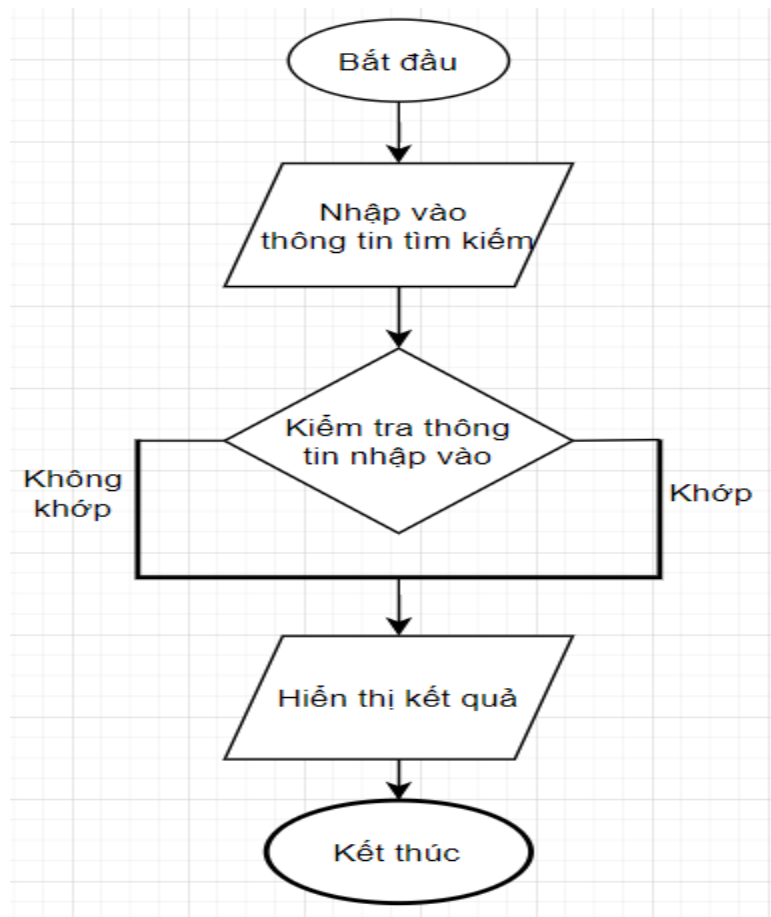 Bắt đầu
Nhập vào
thông tin tìm kiếm
Kiểm tra thông
tin nhập vào
Không
khớp
Khớp
Hiển thị kết quả
Kết thúc